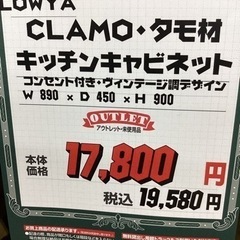 LOWYA
CLAMO・タモ材
キッチンキャビネット
コンセント付き・ヴィンテージ調デザイン
W 890 × D 450 × H 900
OUTLET
アウトレット・未使用品
本体
価格
17,800円
税込 19,580円